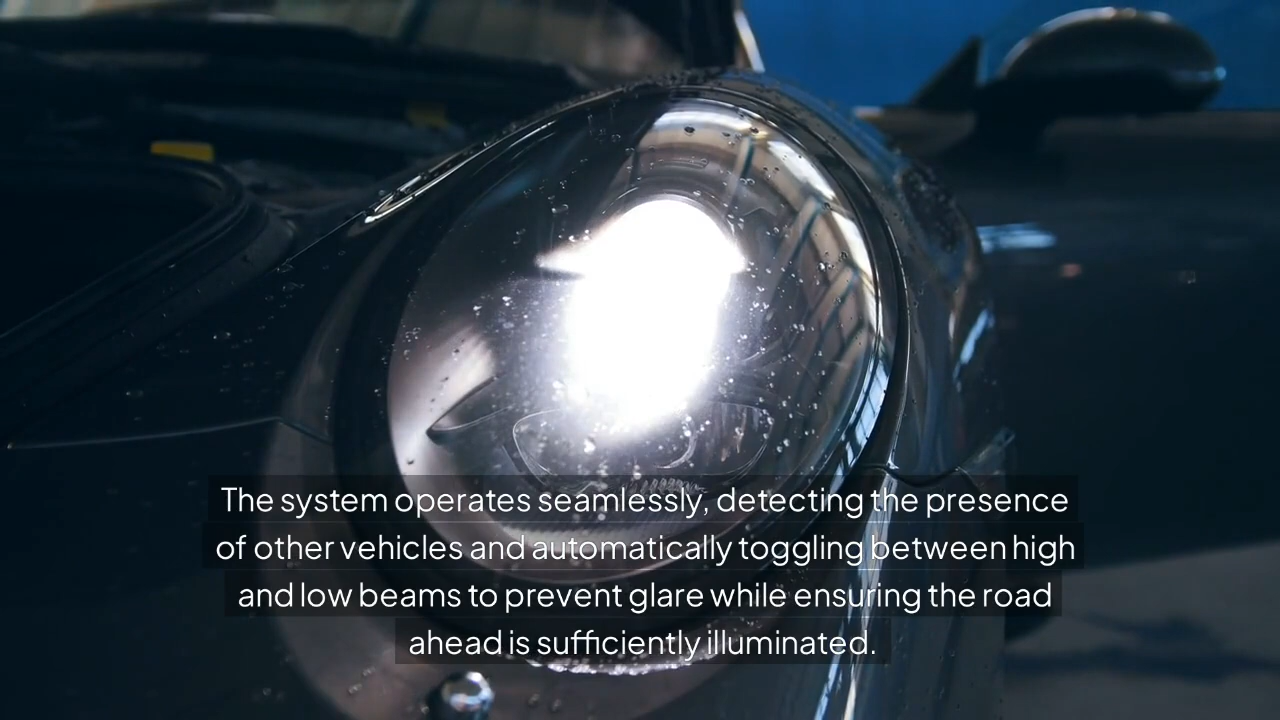 The system operates seamlessly, detecting the presence
of other vehicles and automatically toggling between high
and low beams to prevent glare while ensuring the road
ahead is sufficiently illuminated.